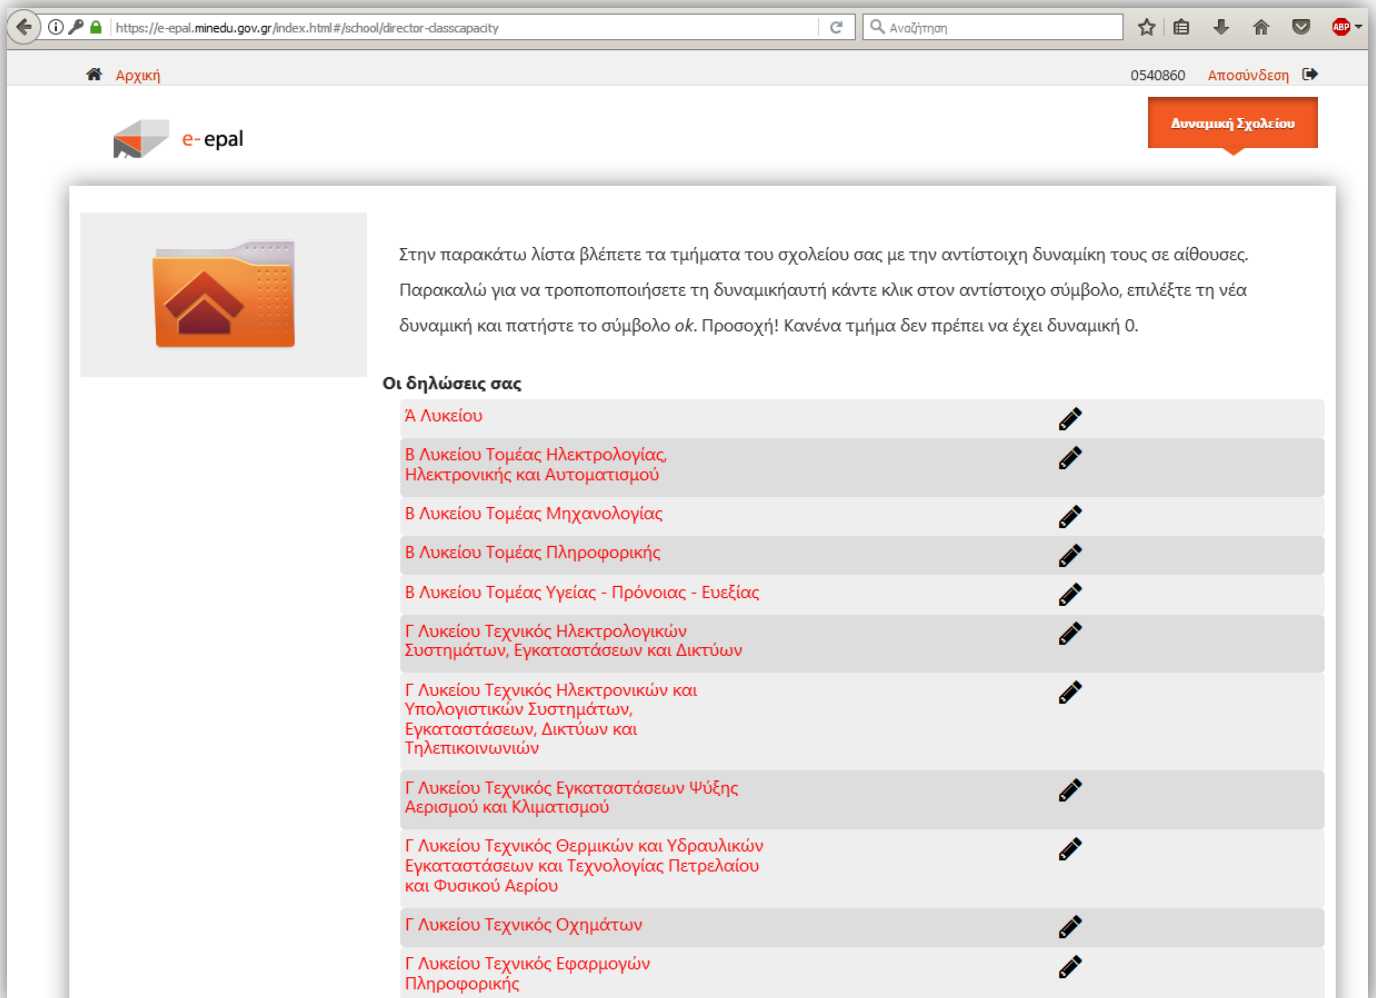 https://e-epal.minedu.gov.gr/index.html#/school/director-classcapacity
Αναζήτηση
ABP
Αρχική
0540860 Αποσύνδεση
e-epal
Δυναμική Σχολείου
Στην παρακάτω λίστα βλέπετε τα τμήματα του σχολείου σας με την αντίστοιχη δυναμίκη τους σε αίθουσες.
Παρακαλώ για να τροποποποιήσετε τη δυναμικήαυτή κάντε κλικ στον αντίστοιχο σύμβολο, επιλέξτε τη νέα
δυναμική και πατήστε το σύμβολο ok. Προσοχή! Κανένα τμήμα δεν πρέπει να έχει δυναμική 0.
Οι δηλώσεις σας
Ά Λυκείου
Β Λυκείου Τομέας Ηλεκτρολογίας,
Ηλεκτρονικής και Αυτοματισμού
Β Λυκείου Τομέας Μηχανολογίας
Β Λυκείου Τομέας Πληροφορικής
Β Λυκείου Τομέας Υγείας - Πρόνοιας - Ευεξίας
Γ Λυκείου Τεχνικός Ηλεκτρολογικών
Συστημάτων, Εγκαταστάσεων και Δικτύων
Γ Λυκείου Τεχνικός Ηλεκτρονικών και
Υπολογιστικών Συστημάτων,
Εγκαταστάσεων, Δικτύων και
Τηλεπικοινωνιών
Γ Λυκείου Τεχνικός Εγκαταστάσεων Ψύξης
Αερισμού και Κλιματισμού
Γ Λυκείου Τεχνικός Θερμικών και Υδραυλικών
Εγκαταστάσεων και Τεχνολογίας Πετρελαίου
και Φυσικού Αερίου
Γ Λυκείου Τεχνικός Οχημάτων
Γ Λυκείου Τεχνικός Εφαρμογών
Πληροφορικής